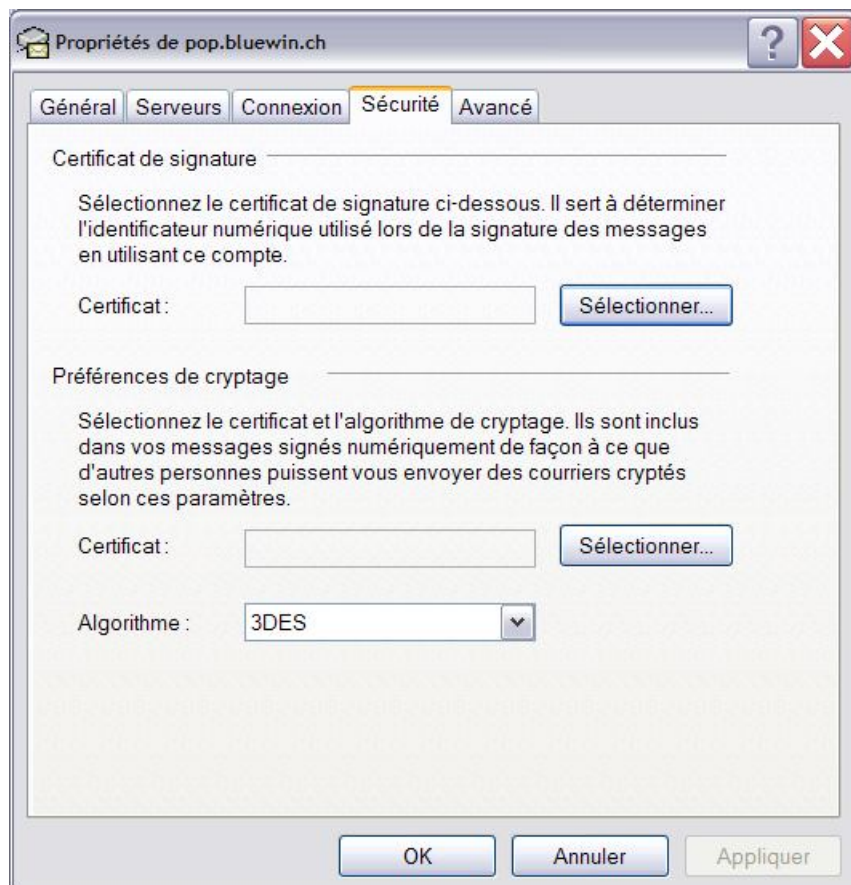 Propriétés de pop.bluewin.ch
?
Général Serveurs Connexion Sécurité Avancé
Certificat de signature
Sélectionnez le certificat de signature ci-dessous. Il sert à déterminer
l'identificateur numérique utilisé lors de la signature des messages
en utilisant ce compte.
Certificat : Sélectionner...
Préférences de cryptage
Sélectionnez le certificat et l'algorithme de cryptage. Ils sont inclus
dans vos messages signés numériquement de façon à ce que
d'autres personnes puissent vous envoyer des courriers cryptés
selon ces paramètres.
Certificat : Sélectionner...
Algorithme : 3DES
OK Annuler Appliquer